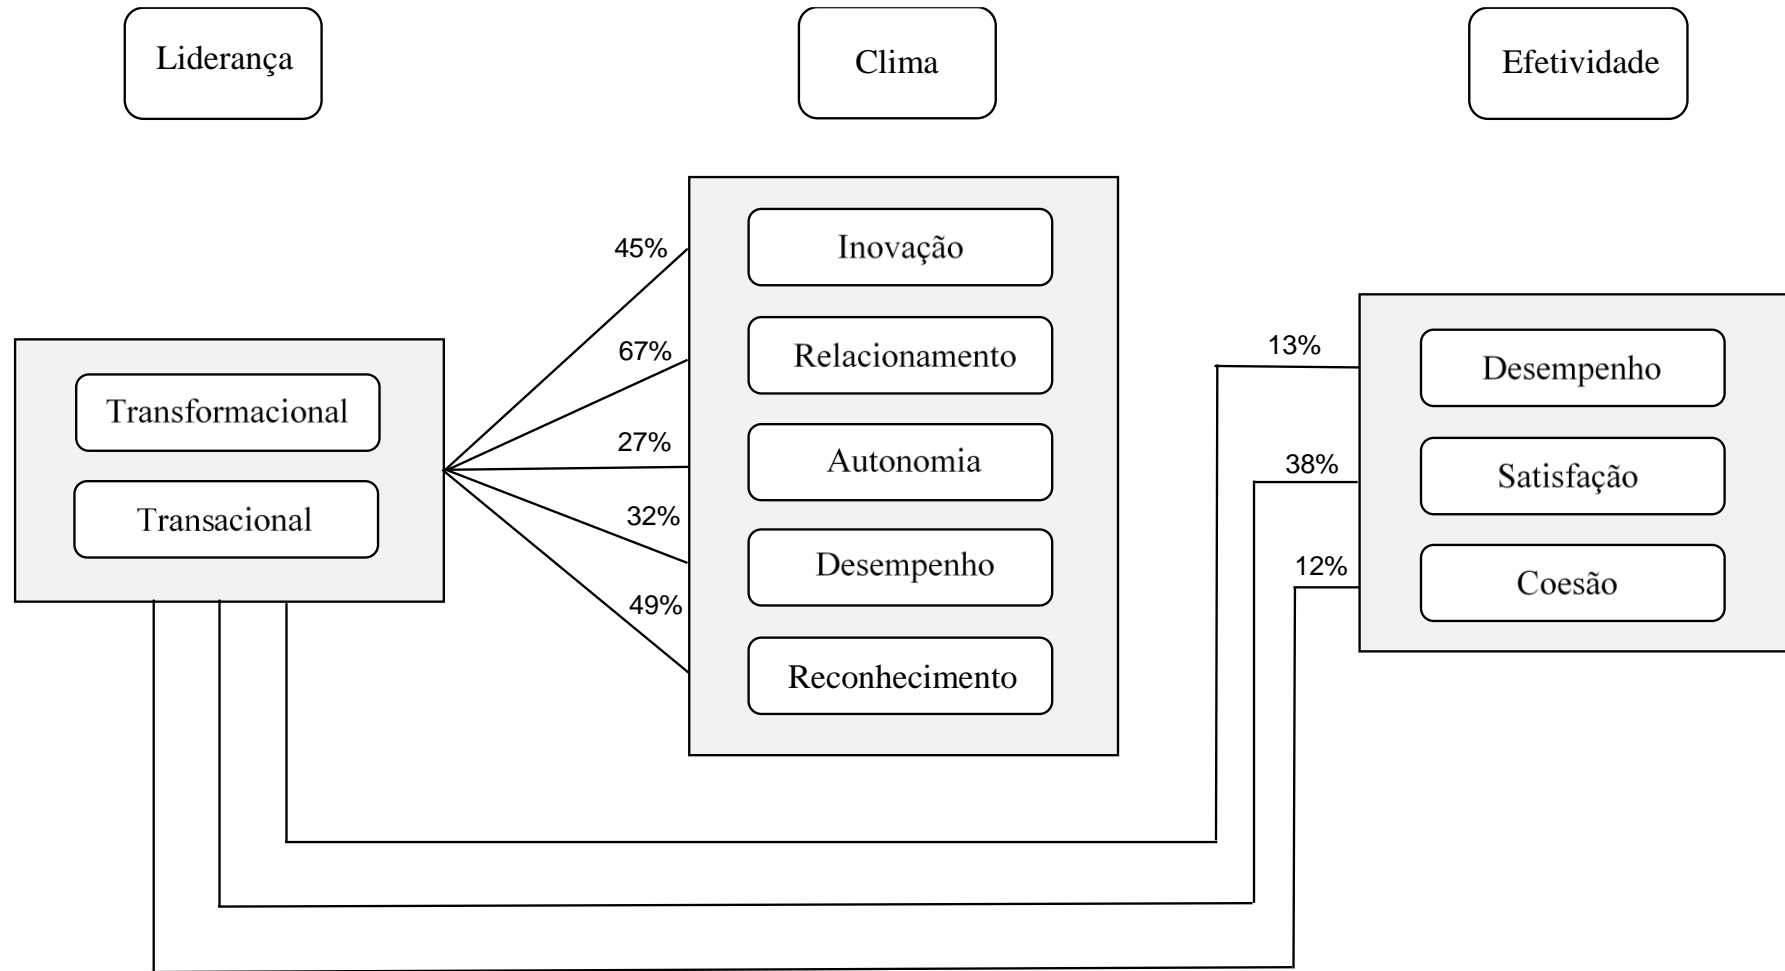 Liderança
Clima
Efetividade
Transformacional
Transacional
45%
67%
27%
32%
49%
Inovação
Relacionamento
Autonomia
Desempenho
Reconhecimento
13%
38%
12%
Desempenho
Satisfação
Coesão